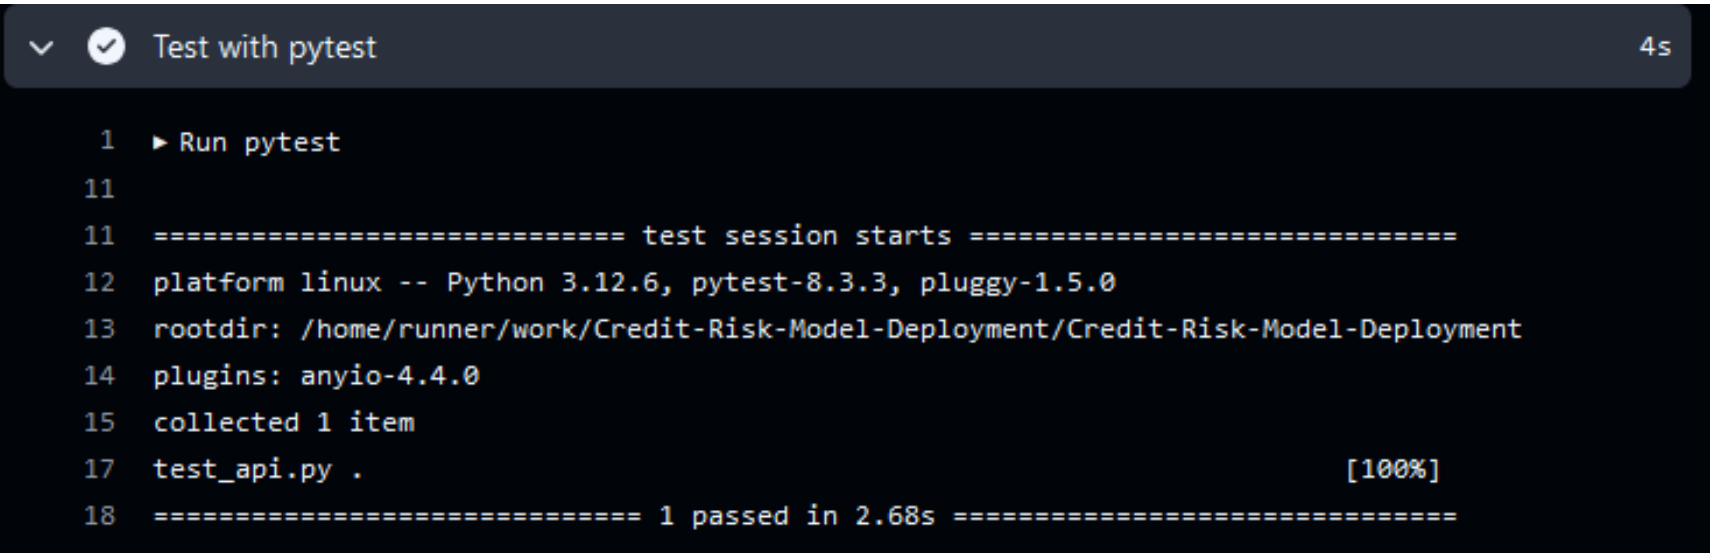 Test with pytest 4s
1 ▸ Run pytest
11
11 ============================= test session starts ==============================
12 platform linux -- Python 3.12.6, pytest-8.3.3, pluggy-1.5.0
13 rootdir: /home/runner/work/Credit-Risk-Model-Deployment/Credit-Risk-Model-Deployment
14 plugins: anyio-4.4.0
15 collected 1 item
17 test_api.py . [100%]
18 ============================== 1 passed in 2.68s ===============================